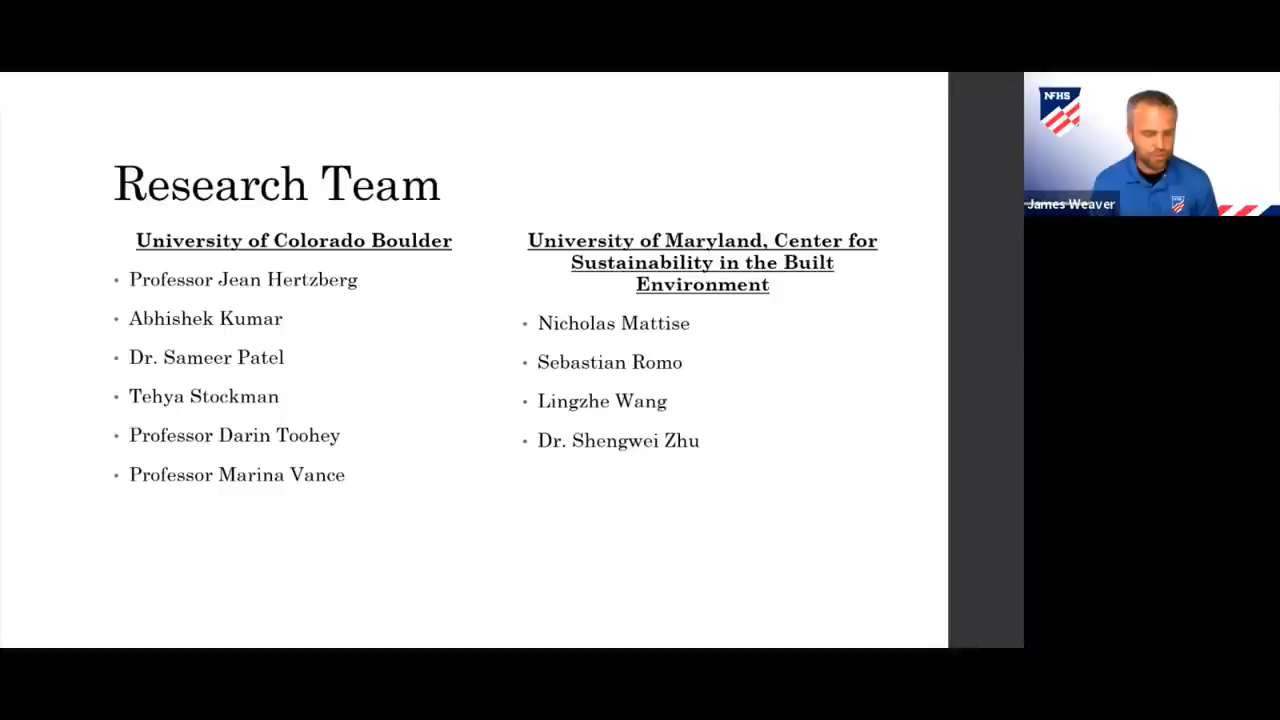 Research Team
University of Colorado Boulder
• Professor Jean Hertzberg
• Abhishek Kumar
• Dr. Sameer Patel
• Tehya Stockman
• Professor Darin Toohey
• Professor Marina Vance
University of Maryland, Center for
Sustainability in the Built
Environment
• Nicholas Mattise
• Sebastian Romo
• Lingzhe Wang
• Dr. Shengwei Zhu
NFHS
James Weaver